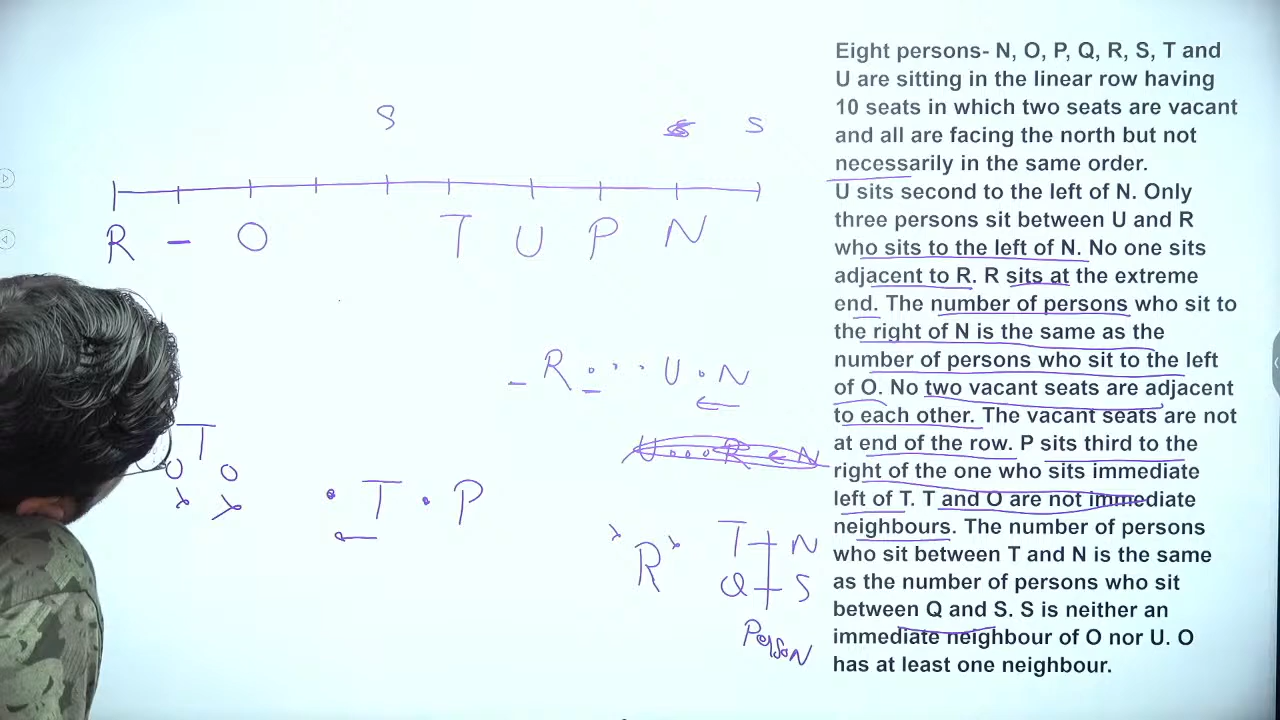 Eight persons- N, O, P, Q, R, S, T and
U are sitting in the linear row having
10 seats in which two seats are vacant
and all are facing the north but not
necessarily in the same order.
U sits second to the left of N. Only
three persons sit between U and R
who sits to the left of N. No one sits
adjacent to R. R sits at the extreme
end. The number of persons who sit to
the right of N is the same as the
number of persons who sit to the left
of O. No two vacant seats are adjacent
to each other. The vacant seats are not
at end of the row. P sits third to the
right of the one who sits immediate
left of T. T and O are not immediate
neighbours. The number of persons
who sit between T and N is the same
as the number of persons who sit
between Q and S. S is neither an
immediate neighbour of O nor U. O
has at least one neighbour.
S S
R - O T U P N
- R . . . U . N
U . . . R N
T
O O
. T . P
R T N
Q S
Person